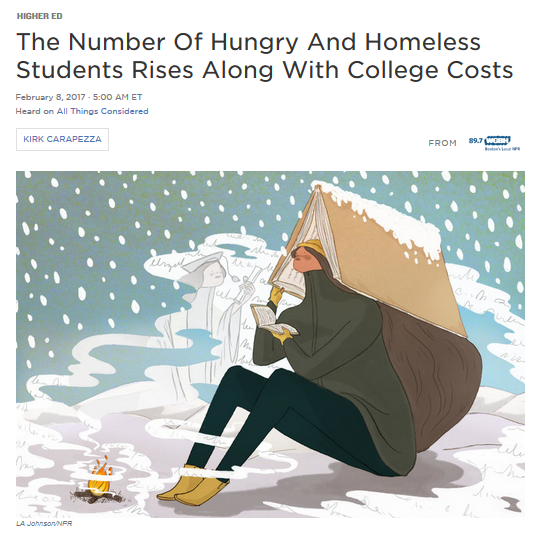 HIGHER ED
The Number Of Hungry And Homeless
Students Rises Along With College Costs
February 8, 2017 · 5:00 AM ET
Heard on All Things Considered
KIRK CARAPEZZA
FROM 89.7
Boston's Local NPR
LA Johnson/NPR